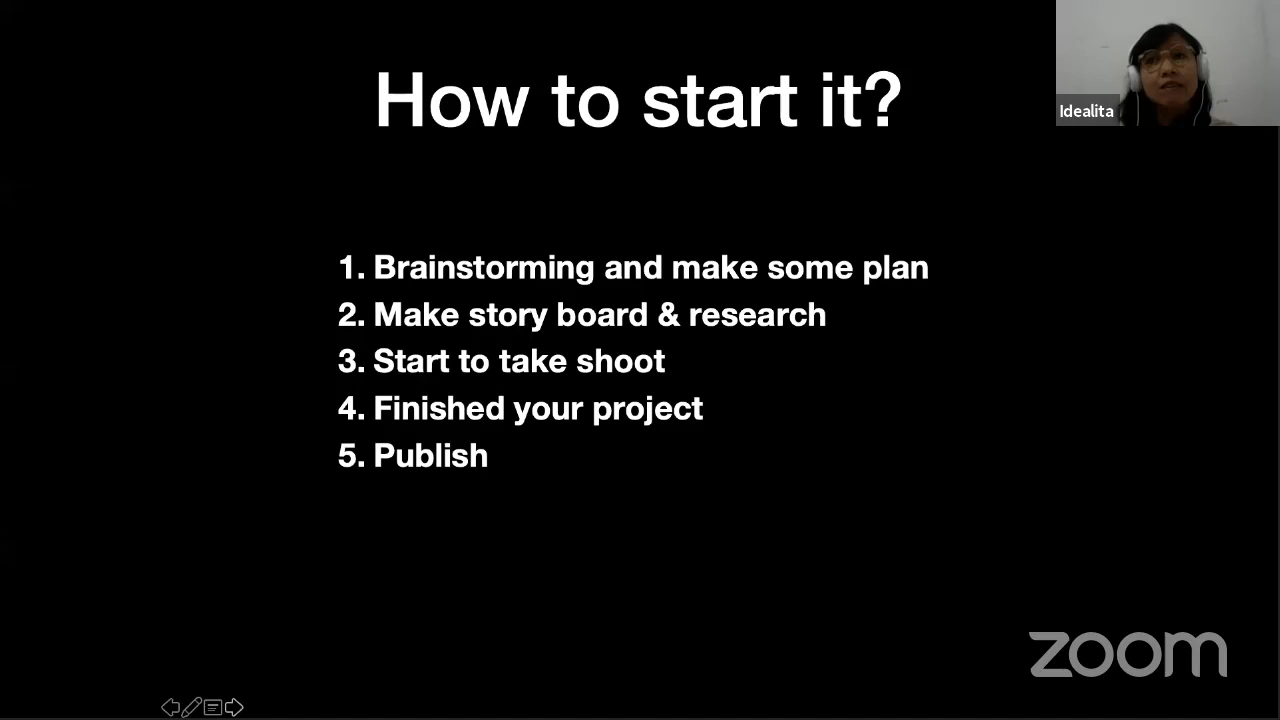 How to start it?
Idealita
1. Brainstorming and make some plan
2. Make story board & research
3. Start to take shoot
4. Finished your project
5. Publish
zoom